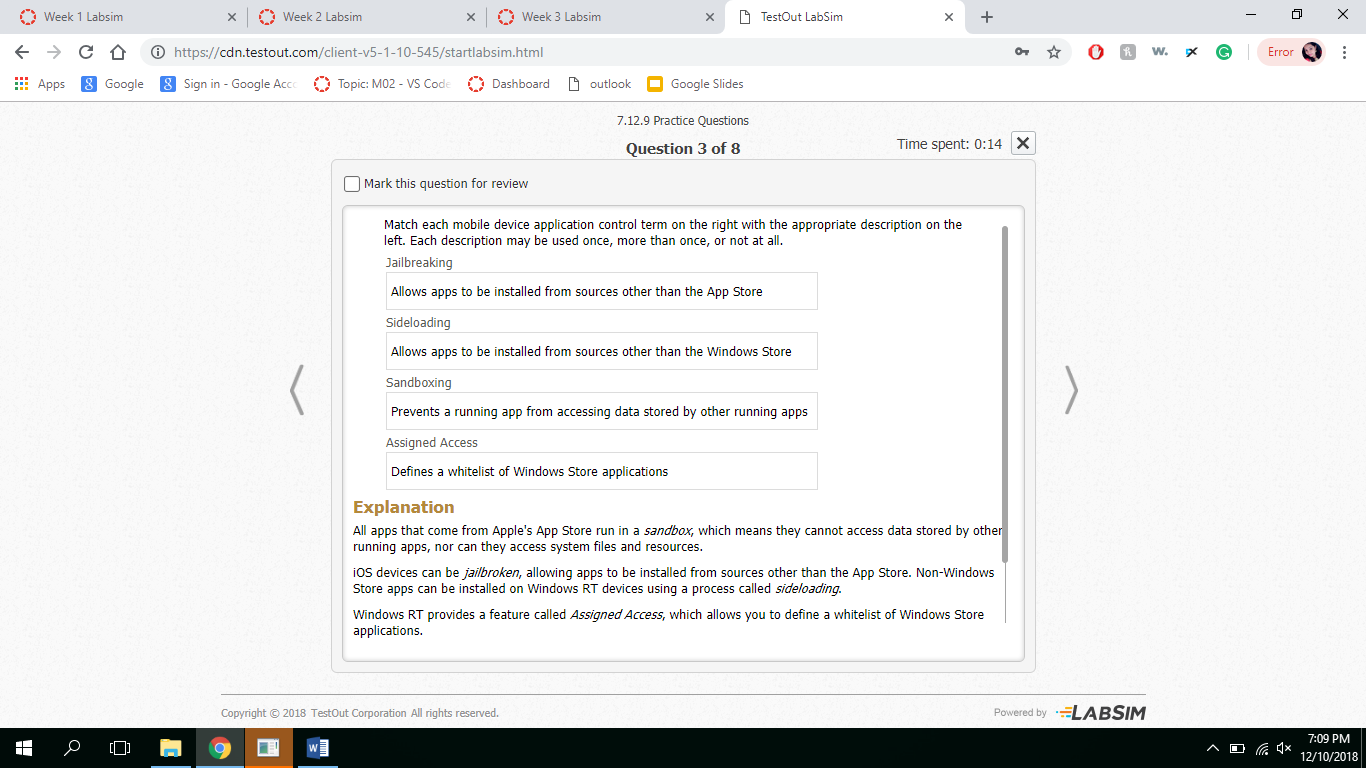 Week 1 Labsim
Week 2 Labsim
Week 3 Labsim
TestOut LabSim
https://cdn.testout.com/client-v5-1-10-545/startlabsim.html
Error
Apps
Google
Sign in - Google Acc
Topic: M02 - VS Code
Dashboard
outlook
Google Slides
7.12.9 Practice Questions
Question 3 of 8
Time spent: 0:14
Mark this question for review
Match each mobile device application control term on the right with the appropriate description on the
left. Each description may be used once, more than once, or not at all.
Jailbreaking
Allows apps to be installed from sources other than the App Store
Sideloading
Allows apps to be installed from sources other than the Windows Store
Sandboxing
Prevents a running app from accessing data stored by other running apps
Assigned Access
Defines a whitelist of Windows Store applications
Explanation
All apps that come from Apple's App Store run in a sandbox, which means they cannot access data stored by other
running apps, nor can they access system files and resources.
iOS devices can be jailbroken, allowing apps to be installed from sources other than the App Store. Non-Windows
Store apps can be installed on Windows RT devices using a process called sideloading.
Windows RT provides a feature called Assigned Access, which allows you to define a whitelist of Windows Store
applications.
Copyright © 2018 TestOut Corporation All rights reserved.
Powered by LABSIM
7:09 PM
12/10/2018